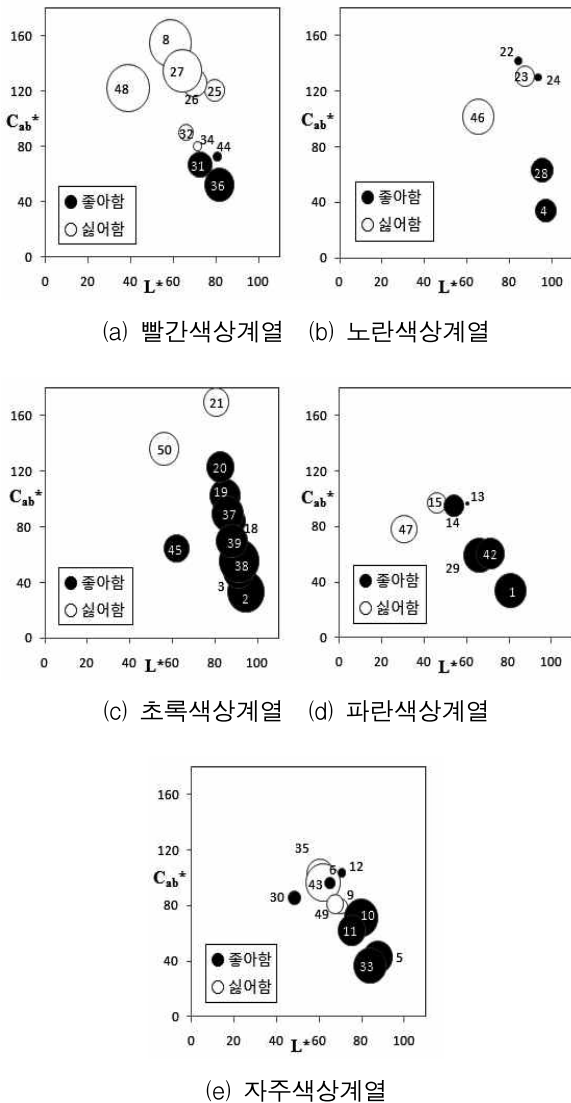 160
120
C_ab*
80
40
0
8
27
48
26
25
32
34
44
31
36
좋아함
싫어함
0 20 40 60 80 100
L*
160
120
C_ab*
80
40
0
22
23
24
46
28
4
좋아함
싫어함
0 20 40 60 80 100
L*
(a) 빨간색상계열 (b) 노란색상계열
160
120
C_ab*
80
40
0
21
50
20
19
37
18
39
45
38
3
2
좋아함
싫어함
0 20 40 60 80 100
L*
160
120
C_ab*
80
40
0
15
13
14
47
29
42
1
좋아함
싫어함
0 20 40 60 80 100
L*
(c) 초록색상계열 (d) 파란색상계열
160
120
C_ab*
80
40
0
35
6
12
43
30
9
49
10
11
5
33
좋아함
싫어함
0 20 40 60 80 100
L*
(e) 자주색상계열